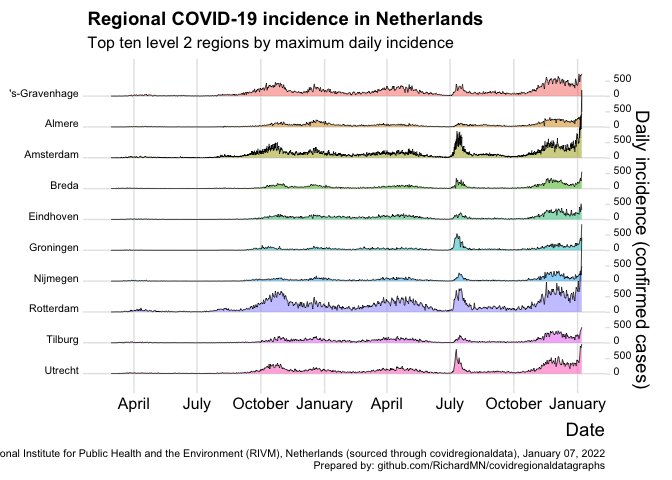 Regional COVID-19 incidence in Netherlands
Top ten level 2 regions by maximum daily incidence
's-Gravenhage
Almere
Amsterdam
Breda
Eindhoven
Groningen
Nijmegen
Rotterdam
Tilburg
Utrecht
500
0
500
0
500
0
500
0
500
0
500
0
500
0
500
0
500
0
500
0
Daily incidence (confirmed cases)
April July October January April July October January
Date
onal Institute for Public Health and the Environment (RIVM), Netherlands (sourced through covidregionaldata), January 07, 2022
Prepared by: github.com/RichardMN/covidregionaldatagraphs